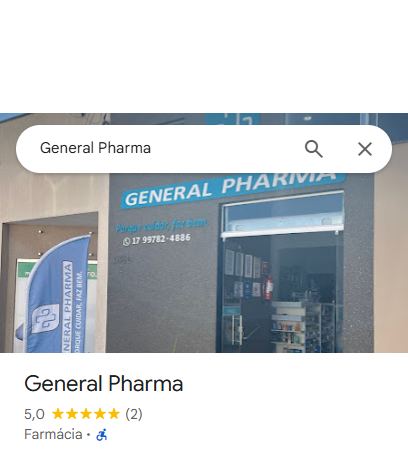 General Pharma
GENERAL PHARMA
Porque cuidar, faz bem.
17 99782-4886
GENERAL PHARMA
PORQUE CUIDAR, FAZ BEM.
General Pharma
5,0 (2)
Farmácia ·